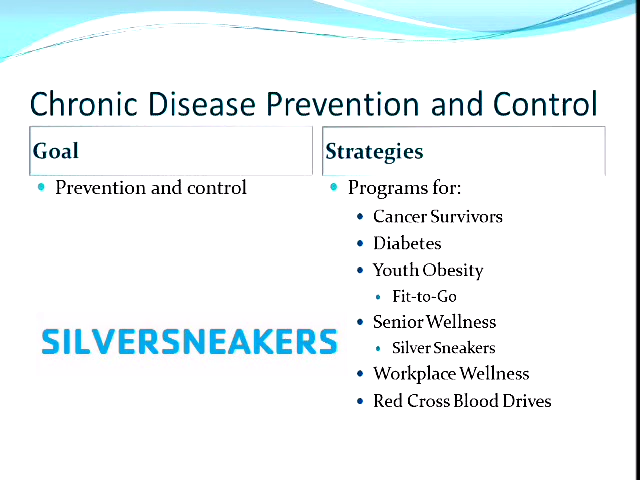 Chronic Disease Prevention and Control
Goal
• Prevention and control
SILVERSNEAKERS
Strategies
• Programs for:
• Cancer Survivors
• Diabetes
• Youth Obesity
• Fit-to-Go
• Senior Wellness
• Silver Sneakers
• Workplace Wellness
• Red Cross Blood Drives